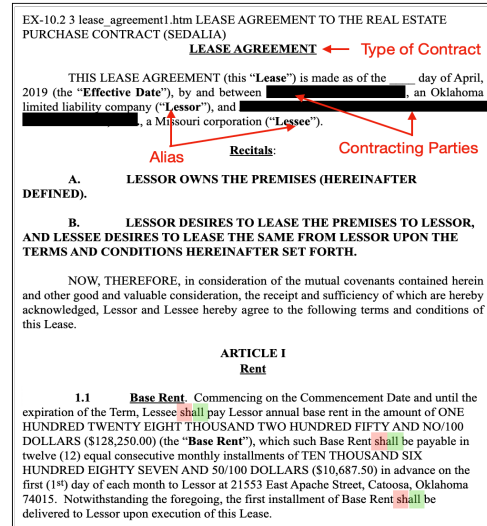 EX-10.2 3 lease_agreement1.htm LEASE AGREEMENT TO THE REAL ESTATE
PURCHASE CONTRACT (SEDALIA)
LEASE AGREEMENT Type of Contract
THIS LEASE AGREEMENT (this “Lease”) is made as of the ____ day of April,
2019 (the “Effective Date”), by and between , an Oklahoma
limited liability company (“Lessor”), and
, a Missouri corporation (“Lessee”).
Alias Recitals: Contracting Parties
A. LESSOR OWNS THE PREMISES (HEREINAFTER
DEFINED).
B. LESSOR DESIRES TO LEASE THE PREMISES TO LESSOR,
AND LESSEE DESIRES TO LEASE THE SAME FROM LESSOR UPON THE
TERMS AND CONDITIONS HEREINAFTER SET FORTH.
NOW, THEREFORE, in consideration of the mutual covenants contained herein
and other good and valuable consideration, the receipt and sufficiency of which are hereby
acknowledged, Lessor and Lessee hereby agree to the following terms and conditions of
this Lease.
ARTICLE I
Rent
1.1 Base Rent. Commencing on the Commencement Date and until the
expiration of the Term, Lessee shall pay Lessor annual base rent in the amount of ONE
HUNDRED TWENTY EIGHT THOUSAND TWO HUNDRED FIFTY AND NO/100
DOLLARS ($128,250.00) (the “Base Rent”), which such Base Rent shall be payable in
twelve (12) equal consecutive monthly installments of TEN THOUSAND SIX
HUNDRED EIGHTY SEVEN AND 50/100 DOLLARS ($10,687.50) in advance on the
first (1st) day of each month to Lessor at 21553 East Apache Street, Catoosa, Oklahoma
74015. Notwithstanding the foregoing, the first installment of Base Rent shall be
delivered to Lessor upon execution of this Lease.